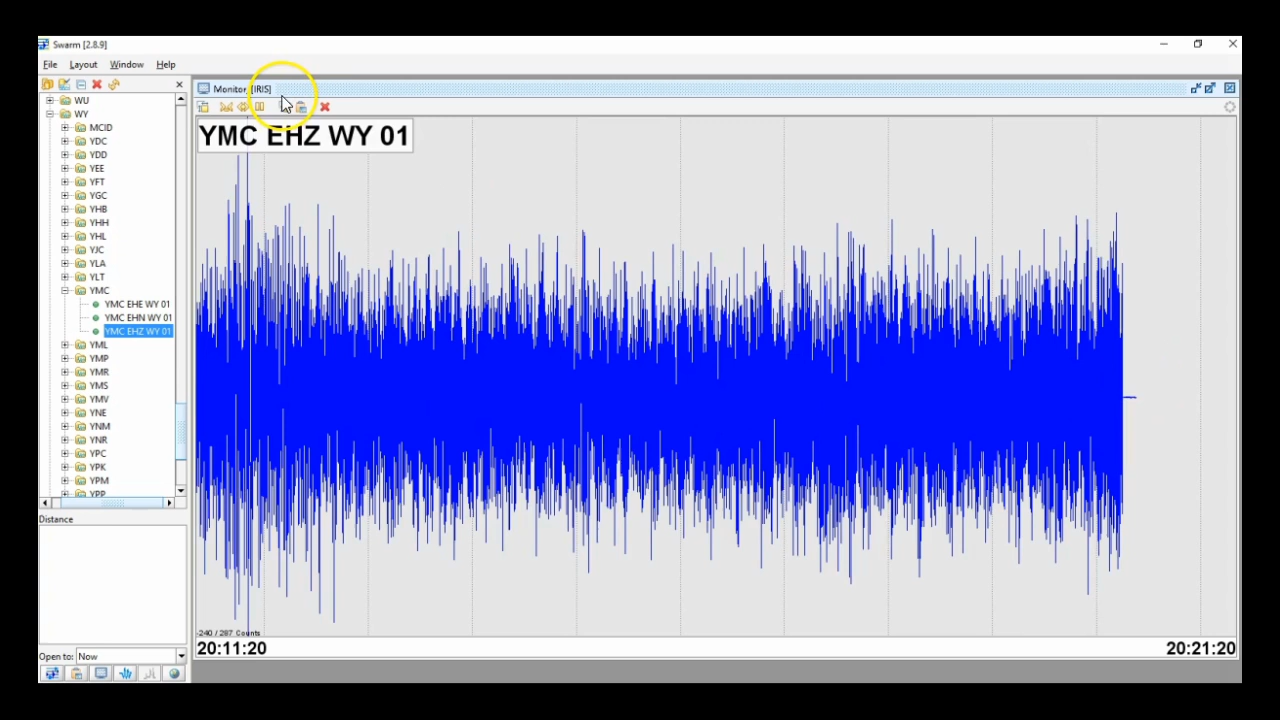 Swarm [2.8.9]
File Layout Window Help
WU
WY
MCID
YDC
YDD
YEE
YFT
YGC
YHB
YHH
YHL
YJC
YLA
YLT
YMC
YMC EHE WY 01
YMC EHN WY 01
YMC EHZ WY 01
YML
YMP
YMR
YMS
YMV
YNE
YNM
YNR
YPC
YPK
YPM
YPP
Distance
Open to: Now
Monitor [IRIS]
YMC EHZ WY 01
-240 / 287 Counts
20:11:20 20:21:20